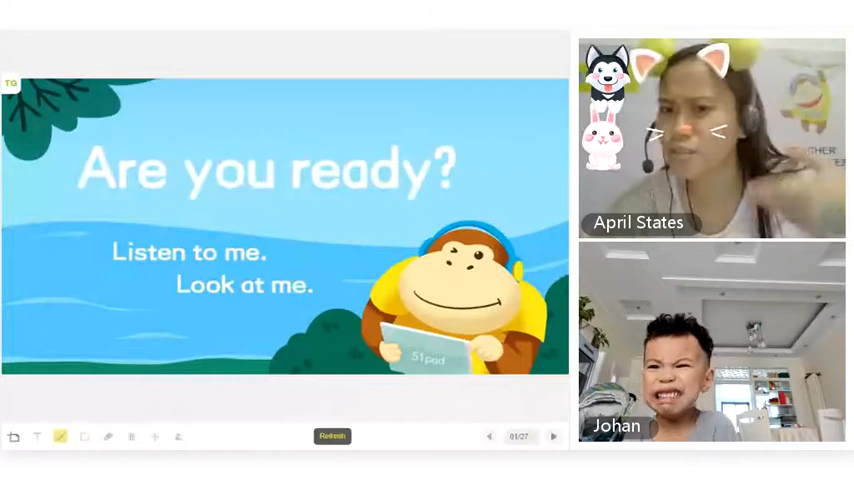 TG
Are you ready?
Listen to me.
Look at me.
51pad
Refresh
01/27
April States
Johan